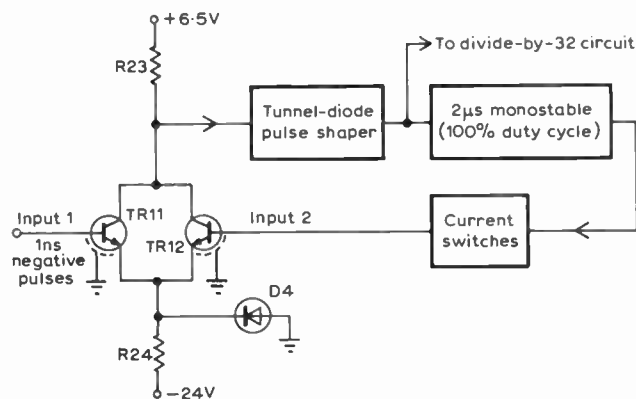 +6·5V
R23
To divide-by-32 circuit
Tunnel-diode
pulse shaper
2µs monostable
(100% duty cycle)
Input 1
TR11
1ns
negative
pulses
TR12
Input 2
Current
switches
D4
R24
−24V